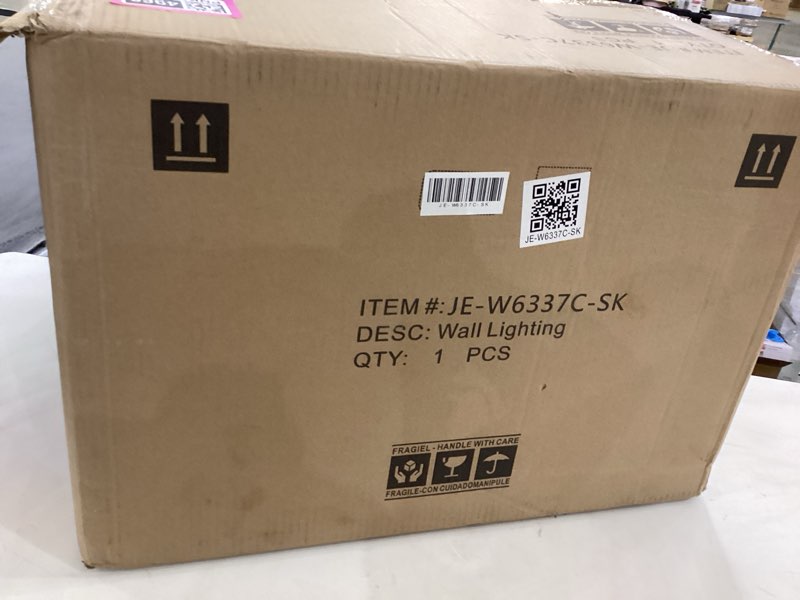 JE-W6337C-SK
JE-W6337C-SK
ITEM #: JE-W6337C-SK
DESC: Wall Lighting
QTY: 1 PCS
FRAGIEL - HANDLE WITH CARE
FRAGILE-CON CUIDADOMANIPULE